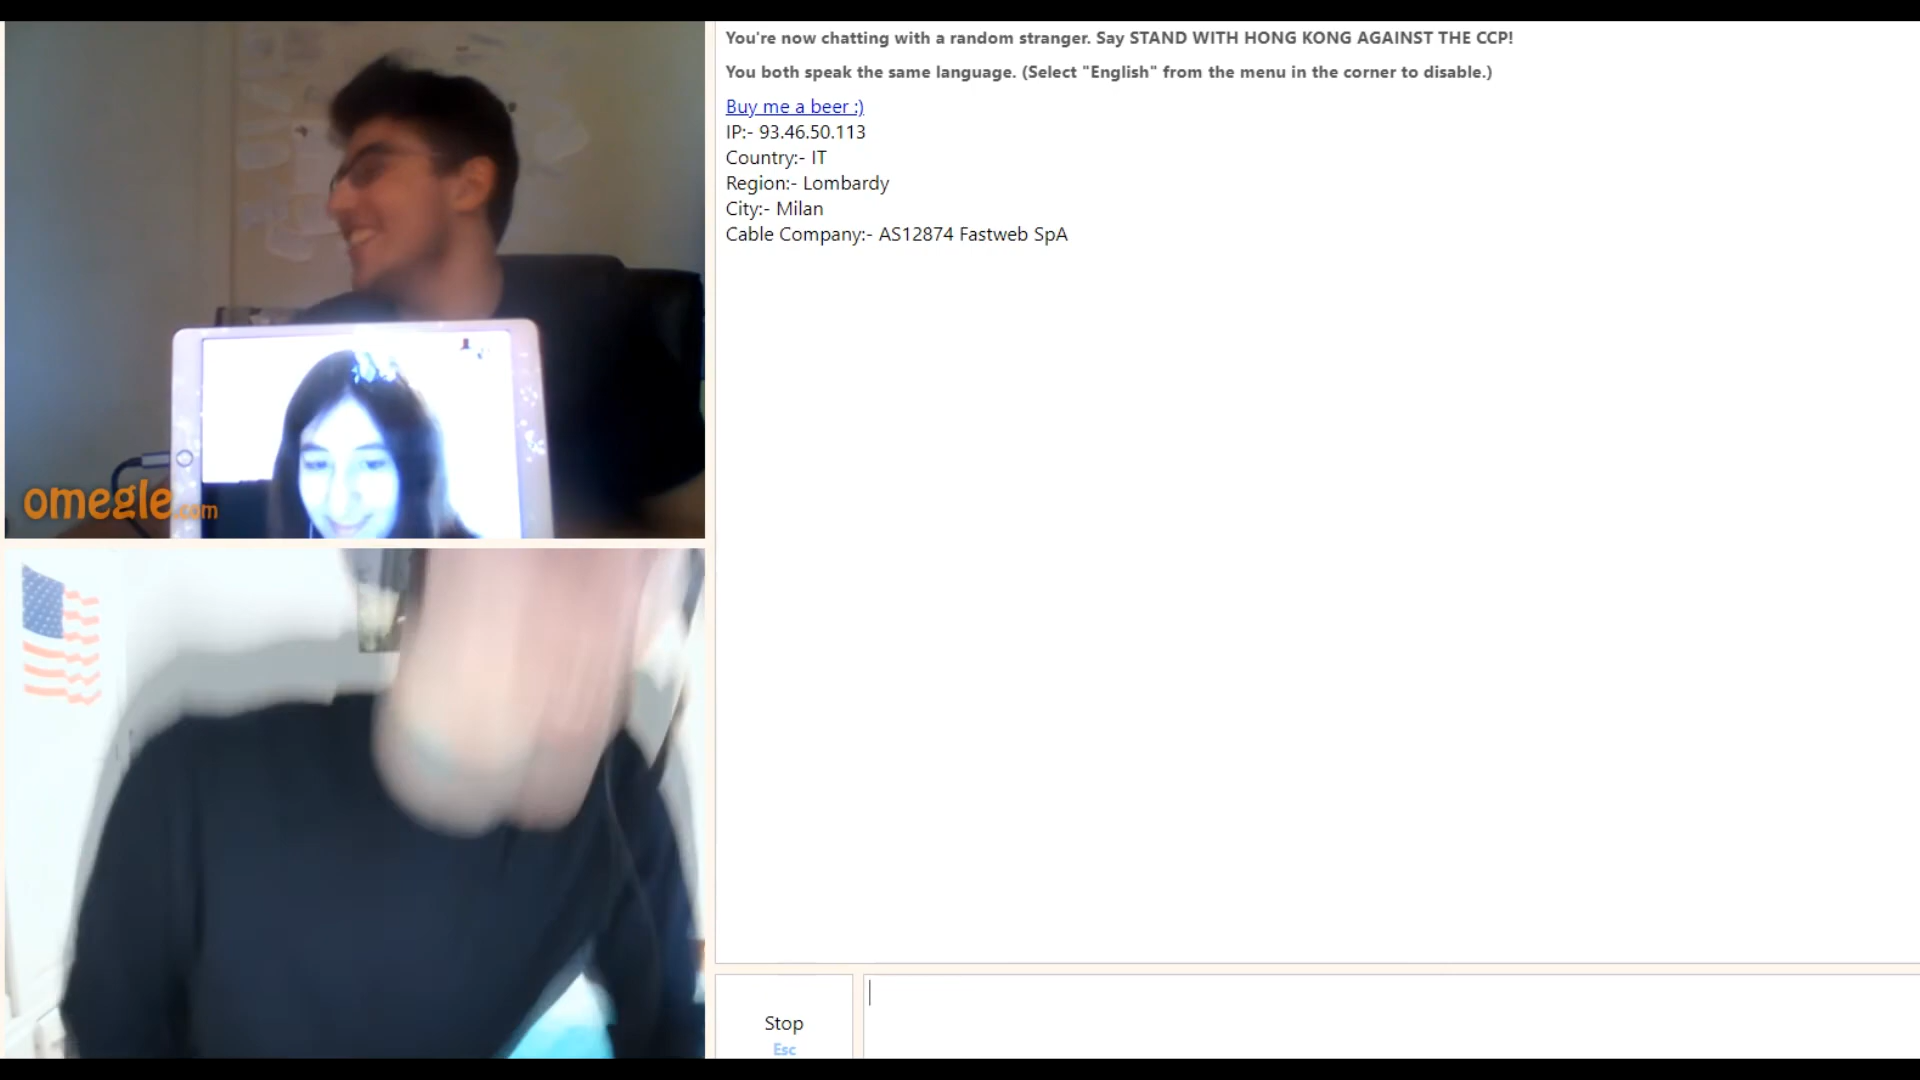 You're now chatting with a random stranger. Say STAND WITH HONG KONG AGAINST THE CCP!
You both speak the same language. (Select "English" from the menu in the corner to disable.)
Buy me a beer :)
IP:- 93.46.50.113
Country:- IT
Region:- Lombardy
City:- Milan
Cable Company:- AS12874 Fastweb SpA
omegle.com
Stop
Esc